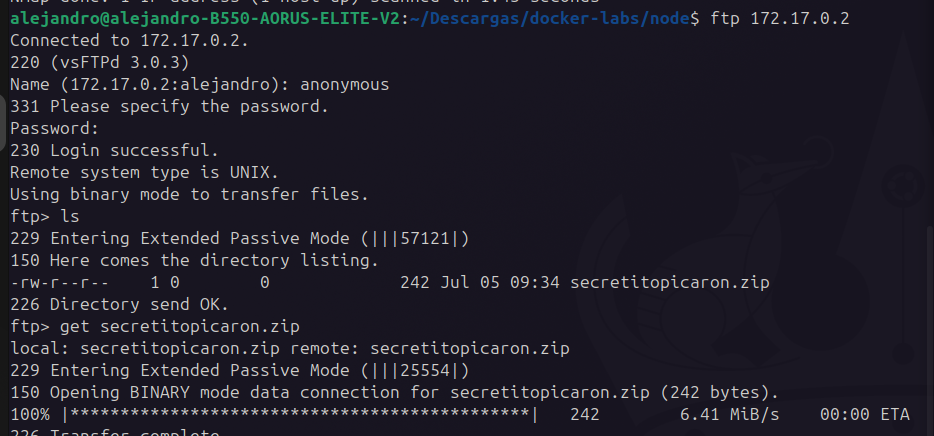 alejandro@alejandro-B550-AORUS-ELITE-V2:~/Descargas/docker-labs/node$ ftp 172.17.0.2
Connected to 172.17.0.2.
220 (vsFTPd 3.0.3)
Name (172.17.0.2:alejandro): anonymous
331 Please specify the password.
Password:
230 Login successful.
Remote system type is UNIX.
Using binary mode to transfer files.
ftp> ls
229 Entering Extended Passive Mode (|||57121|)
150 Here comes the directory listing.
-rw-r--r--    1 0        0             242 Jul 05 09:34 secretitopicaron.zip
226 Directory send OK.
ftp> get secretitopicaron.zip
local: secretitopicaron.zip remote: secretitopicaron.zip
229 Entering Extended Passive Mode (|||25554|)
150 Opening BINARY mode data connection for secretitopicaron.zip (242 bytes).
100% |***********************************************|   242        6.41 MiB/s    00:00 ETA
226 Transfer complete